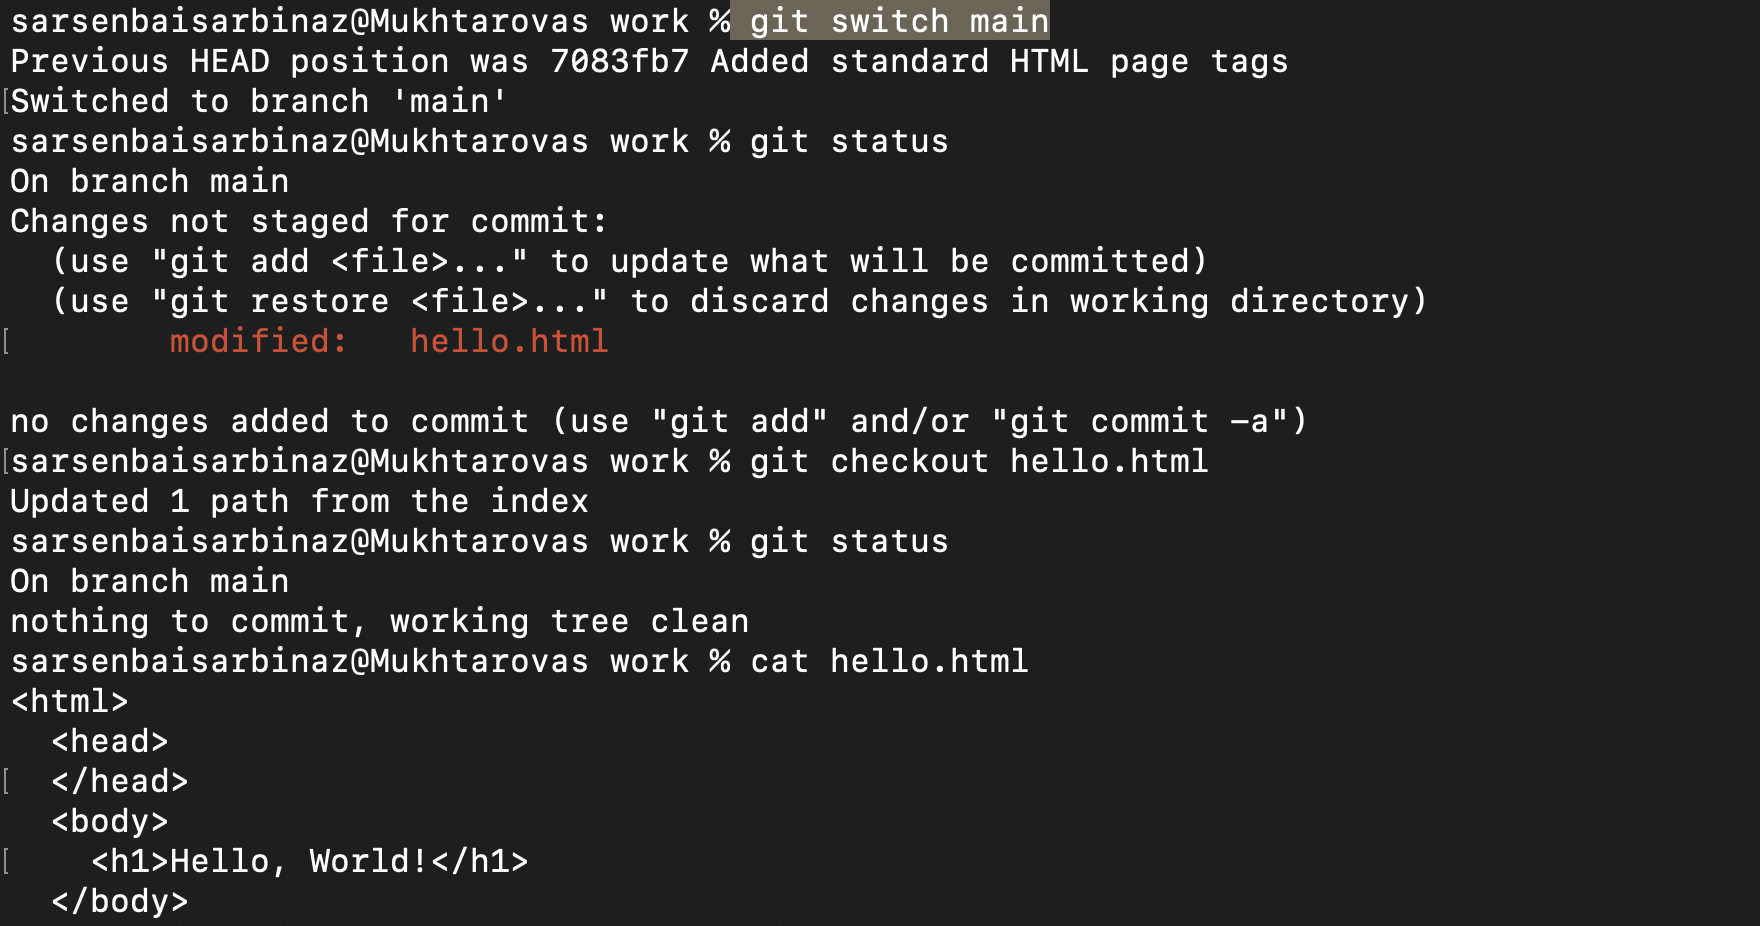 sarsenbaisarbinaz@Mukhtarovas work % git switch main
Previous HEAD position was 7083fb7 Added standard HTML page tags
[Switched to branch 'main'
sarsenbaisarbinaz@Mukhtarovas work % git status
On branch main
Changes not staged for commit:
  (use "git add <file>..." to update what will be committed)
  (use "git restore <file>..." to discard changes in working directory)
[        modified:   hello.html

no changes added to commit (use "git add" and/or "git commit -a")
[sarsenbaisarbinaz@Mukhtarovas work % git checkout hello.html
Updated 1 path from the index
sarsenbaisarbinaz@Mukhtarovas work % git status
On branch main
nothing to commit, working tree clean
sarsenbaisarbinaz@Mukhtarovas work % cat hello.html
<html>
  <head>
[  </head>
  <body>
[    <h1>Hello, World!</h1>
  </body>